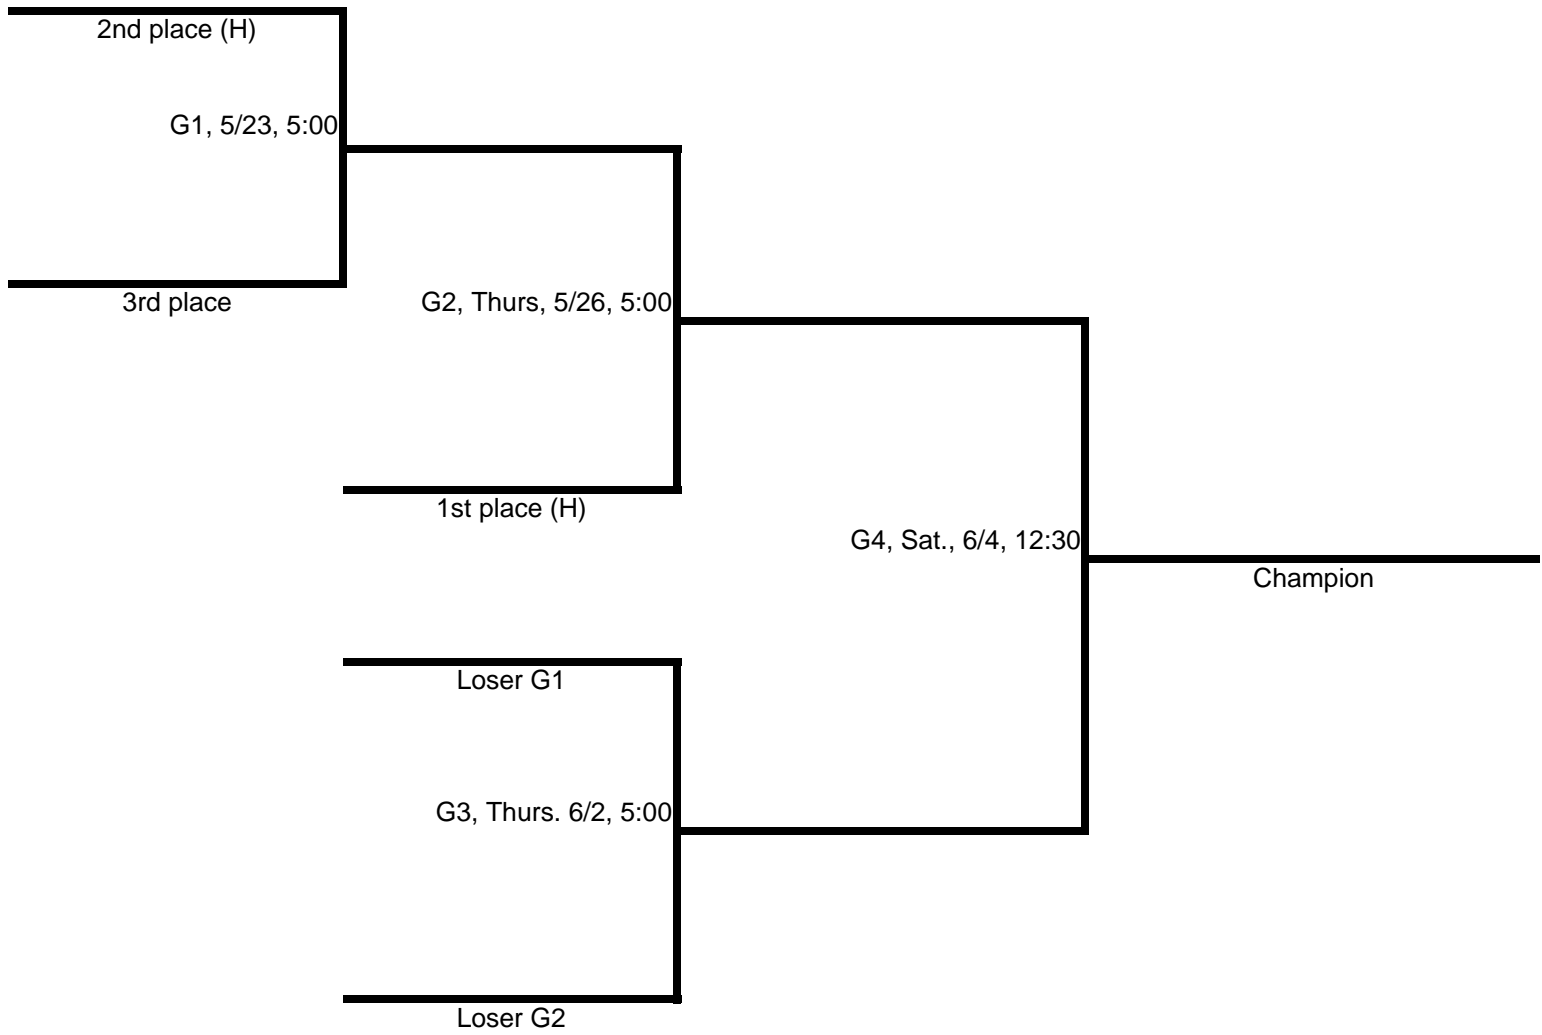 2nd place (H)
G1, 5/23, 5:00
3rd place
G2, Thurs, 5/26, 5:00
1st place (H)
G4, Sat., 6/4, 12:30
Champion
Loser G1
G3, Thurs. 6/2, 5:00
Loser G2